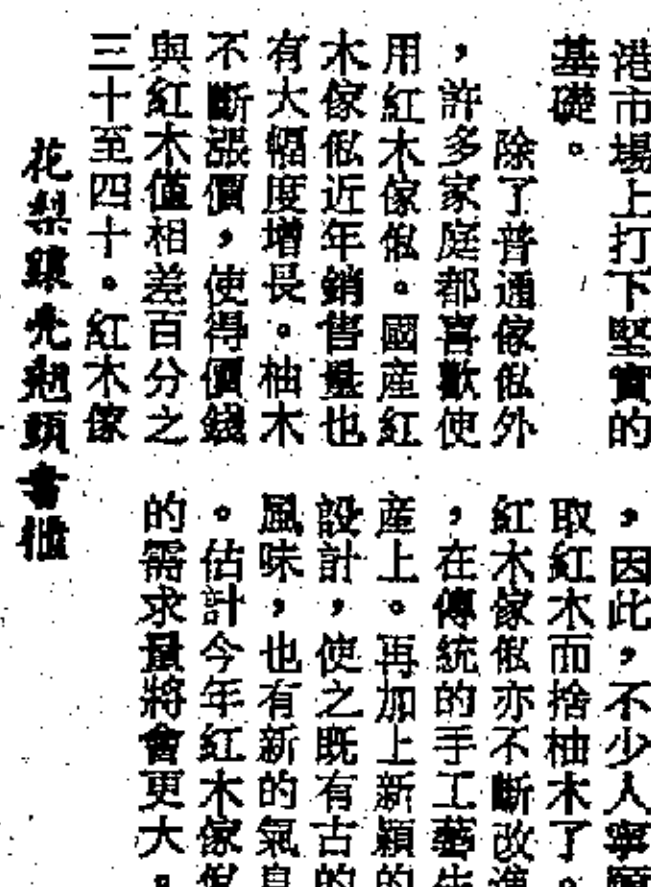 港市場上打下堅實的
基礎。
除了普通傢俬外
，許多家庭都喜歡使
用紅木傢俬。國産紅
木傢俬近年銷售量也
有大幅度增長。柚木
不斷漲價，使得價錢
與紅木僅相差百分之
三十至四十。紅木傢
，因此，不少人寧願
取紅木而捨柚木了。
紅木傢俬亦不斷改進
，在傳統的手工藝生
産上。再加上新穎的
設計，使之既有古的
風味，也有新的氣息
。估計今年紅木傢俬
的需求量將會更大。
花梨鑲
頭書